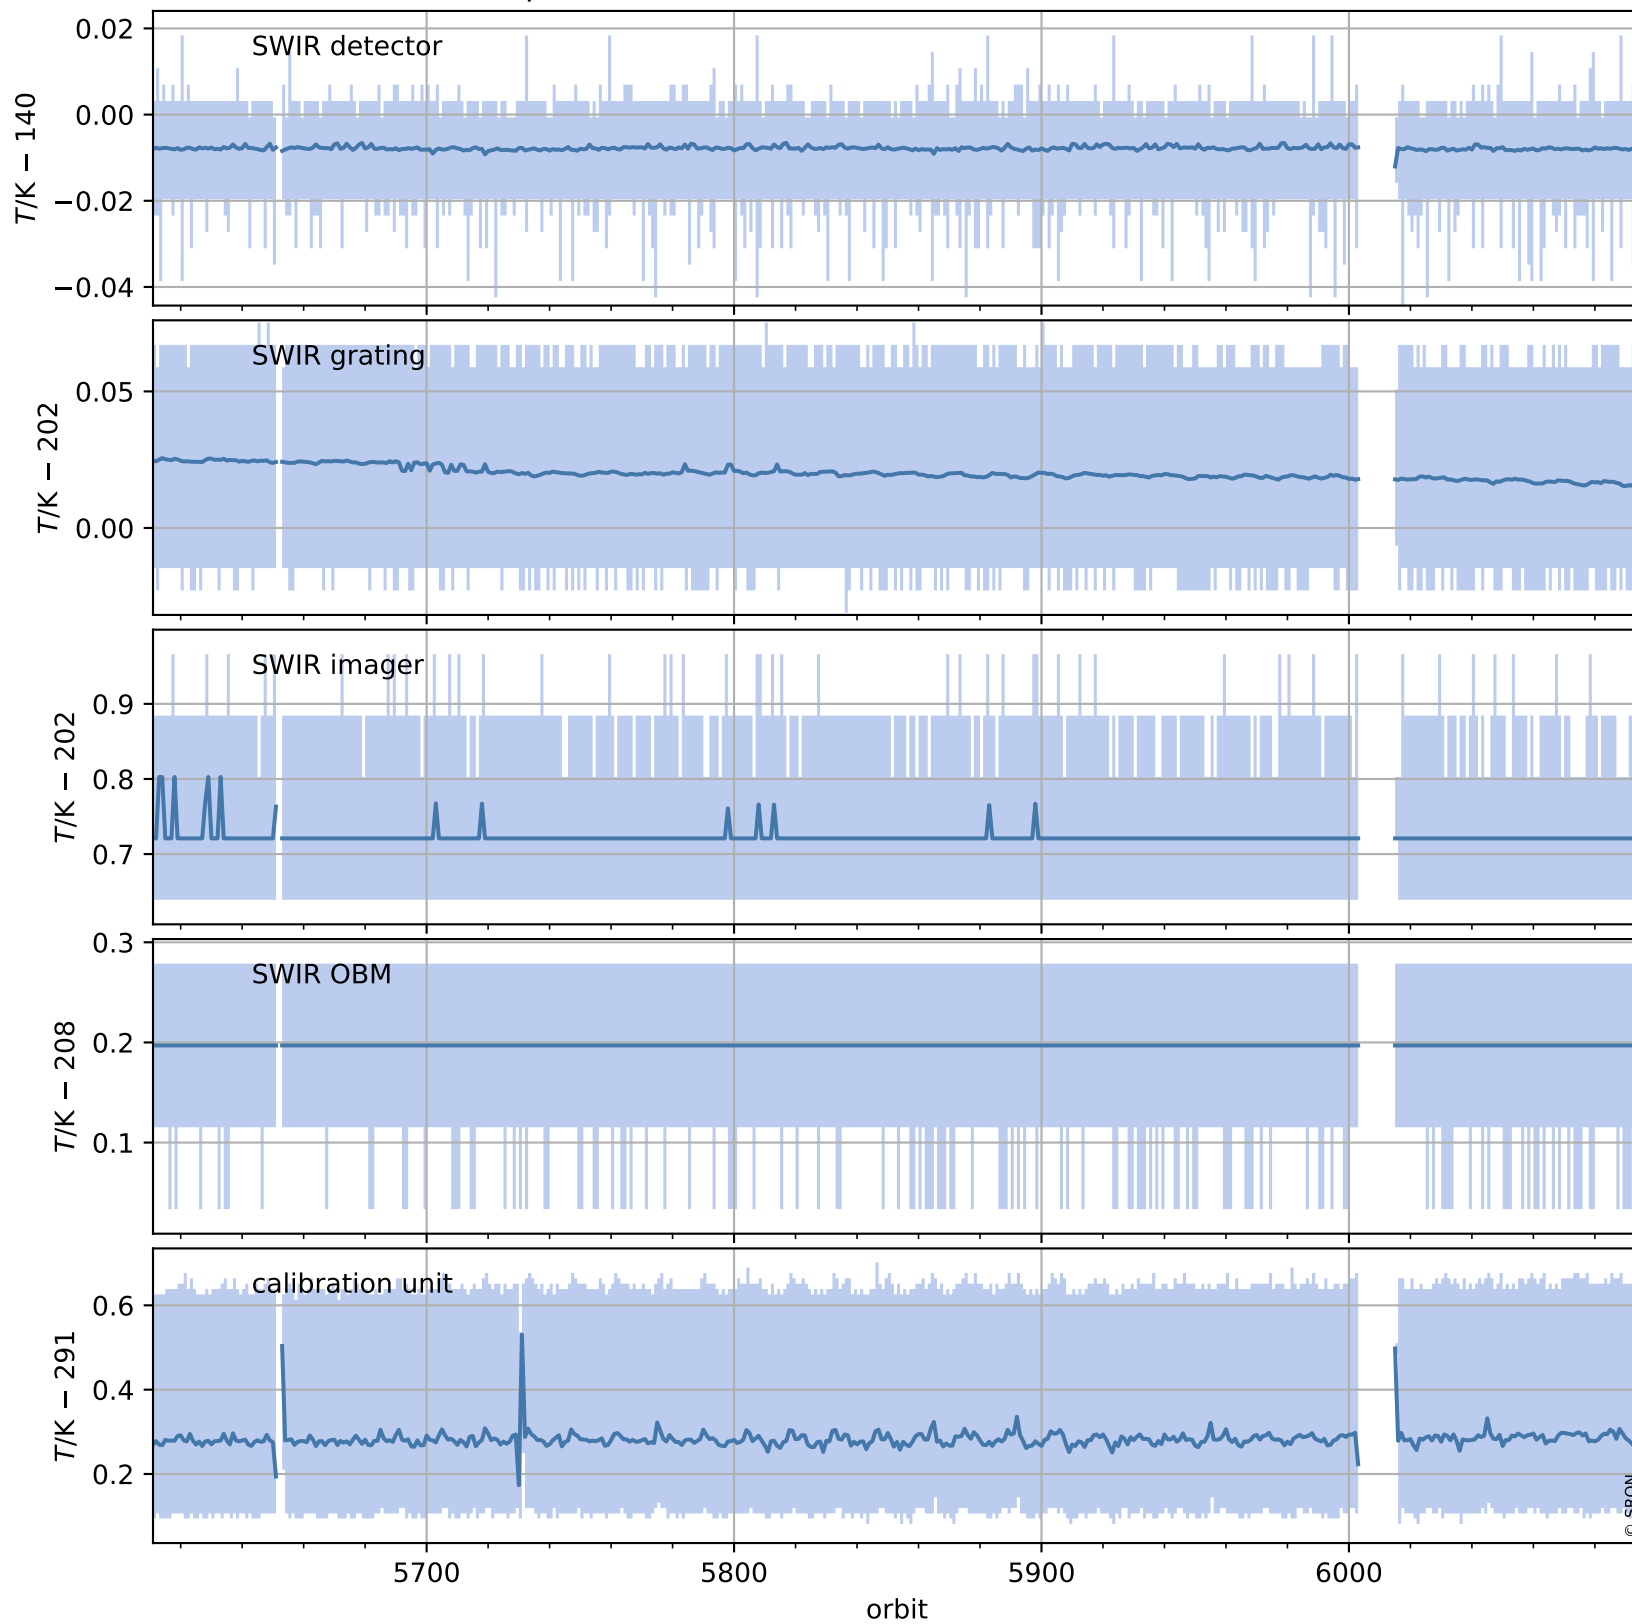 0.02
0.00
−0.02
−0.04
T/K − 140
SWIR detector
0.05
0.00
T/K − 202
SWIR grating
0.9
0.8
0.7
T/K − 202
SWIR imager
0.3
0.2
0.1
T/K − 208
SWIR OBM
0.6
0.4
0.2
T/K − 291
calibration unit
© SRON
5700 5800 5900 6000
orbit